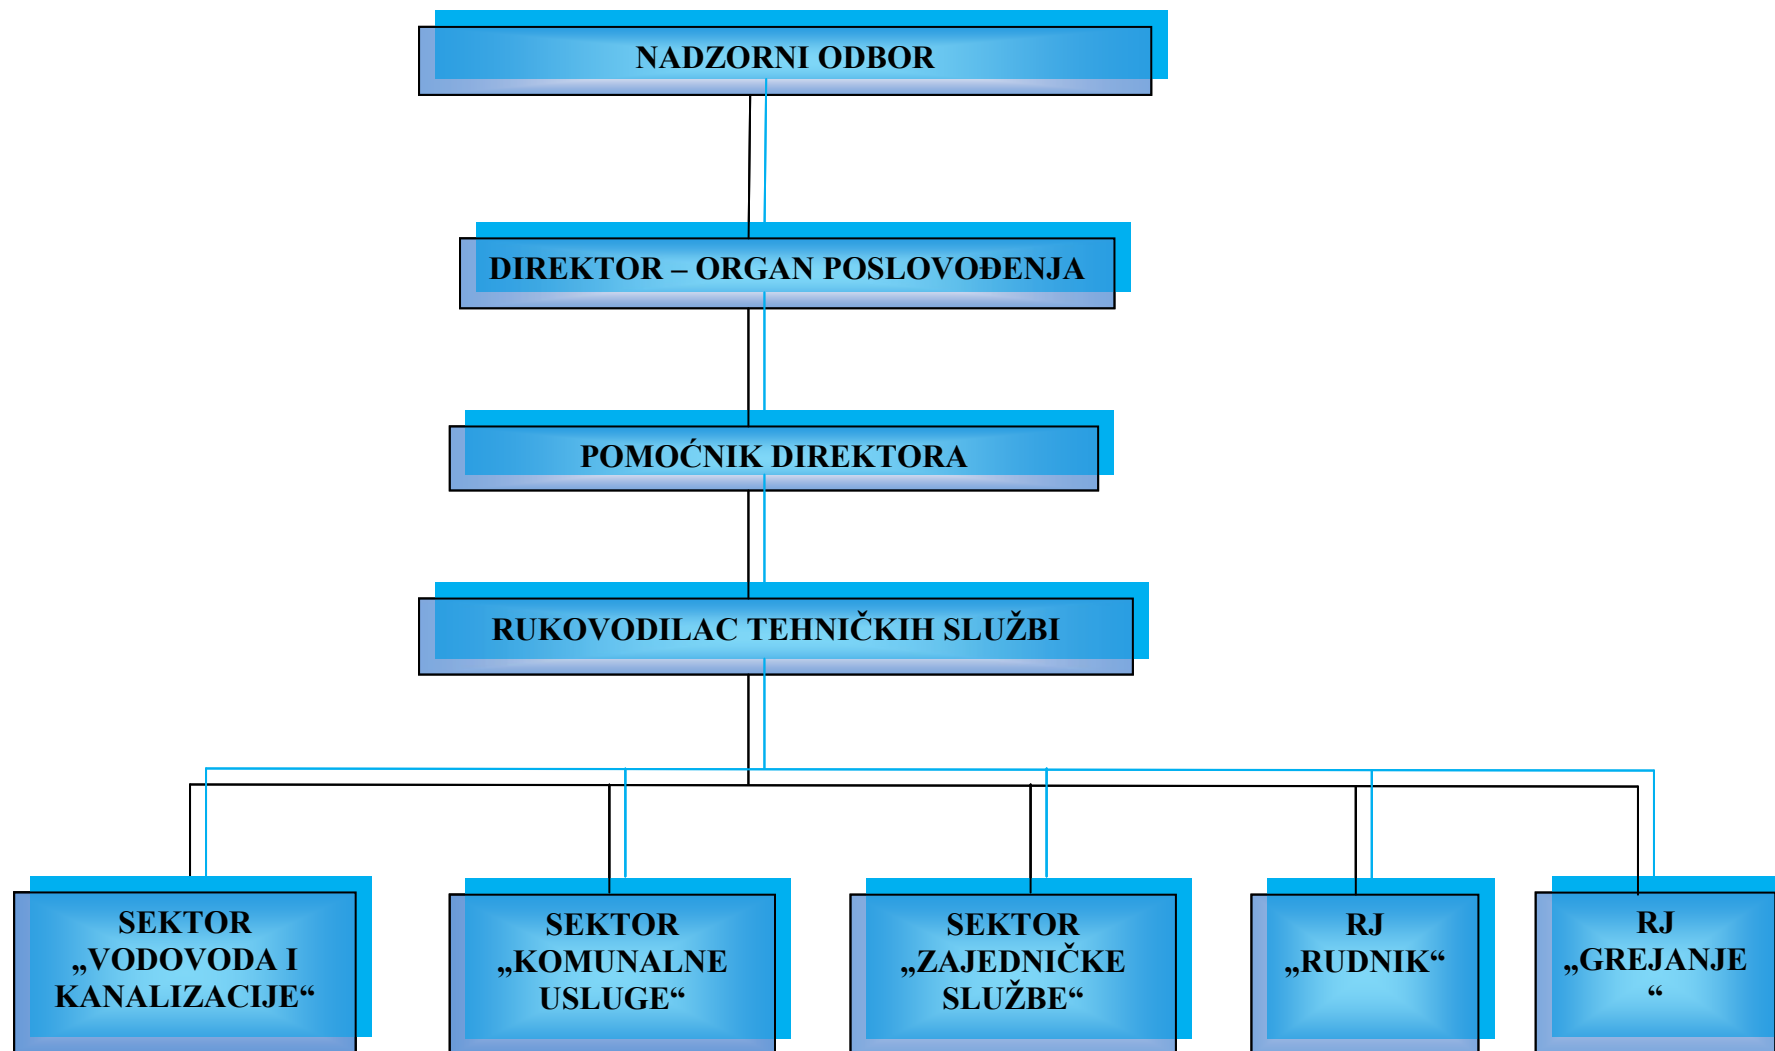 NADZORNI ODBOR
DIREKTOR – ORGAN POSLOVOĐENJA
POMOĆNIK DIREKTORA
RUKOVODILAC TEHNIČKIH SLUŽBI
SEKTOR
„VODOVODA I
KANALIZACIJE“
SEKTOR
„KOMUNALNE
USLUGE“
SEKTOR
„ZAJEDNIČKE
SLUŽBE“
RJ
„RUDNIK“
RJ
„GREJANJE
“